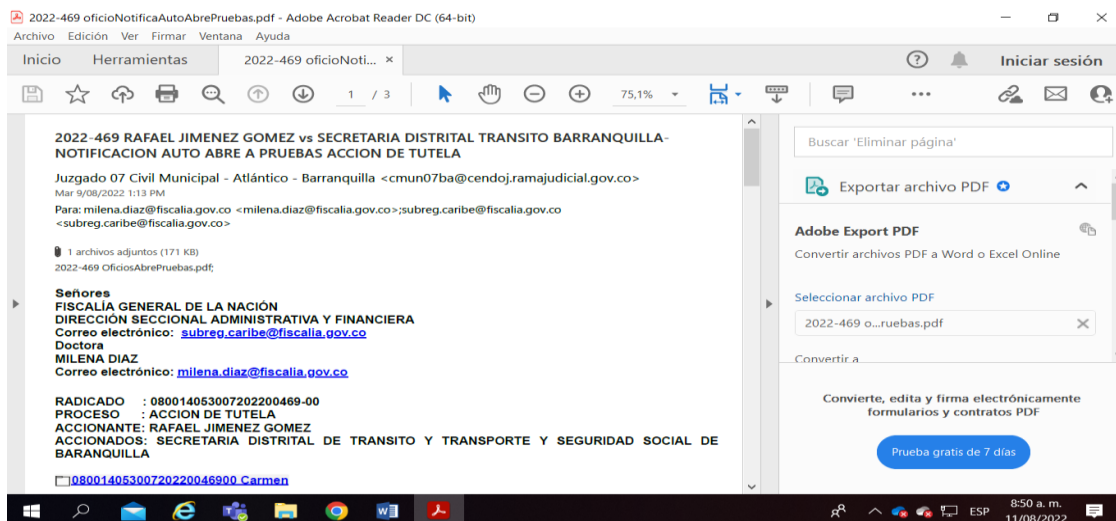 2022-469 oficioNotificaAutoAbrePruebas.pdf - Adobe Acrobat Reader DC (64-bit)
Archivo Edición Ver Firmar Ventana Ayuda
Inicio Herramientas 2022-469 oficioNoti... × Iniciar sesión
1 / 3 75,1%
2022-469 RAFAEL JIMENEZ GOMEZ vs SECRETARIA DISTRITAL TRANSITO BARRANQUILLA-
NOTIFICACION AUTO ABRE A PRUEBAS ACCION DE TUTELA
Juzgado 07 Civil Municipal - Atlántico - Barranquilla <cmun07ba@cendoj.ramajudicial.gov.co>
Mar 9/08/2022 1:13 PM
Para: milena.diaz@fiscalia.gov.co <milena.diaz@fiscalia.gov.co>;subreg.caribe@fiscalia.gov.co
<subreg.caribe@fiscalia.gov.co>
1 archivos adjuntos (171 KB)
2022-469 OficiosAbrePruebas.pdf;
Señores
FISCALÍA GENERAL DE LA NACIÓN
DIRECCIÓN SECCIONAL ADMINISTRATIVA Y FINANCIERA
Correo electrónico: subreg.caribe@fiscalia.gov.co
Doctora
MILENA DIAZ
Correo electrónico: milena.diaz@fiscalia.gov.co
RADICADO : 080014053007202200469-00
PROCESO : ACCION DE TUTELA
ACCIONANTE: RAFAEL JIMENEZ GOMEZ
ACCIONADOS: SECRETARIA DISTRITAL DE TRANSITO Y TRANSPORTE Y SEGURIDAD SOCIAL DE
BARANQUILLA
08001405300720220046900 Carmen
Buscar 'Eliminar página'
Exportar archivo PDF
Adobe Export PDF
Convertir archivos PDF a Word o Excel Online
Seleccionar archivo PDF
2022-469 o...ruebas.pdf
Convertir a
Convierte, edita y firma electrónicamente
formularios y contratos PDF
Prueba gratis de 7 días
ESP
8:50 a. m.
11/08/2022